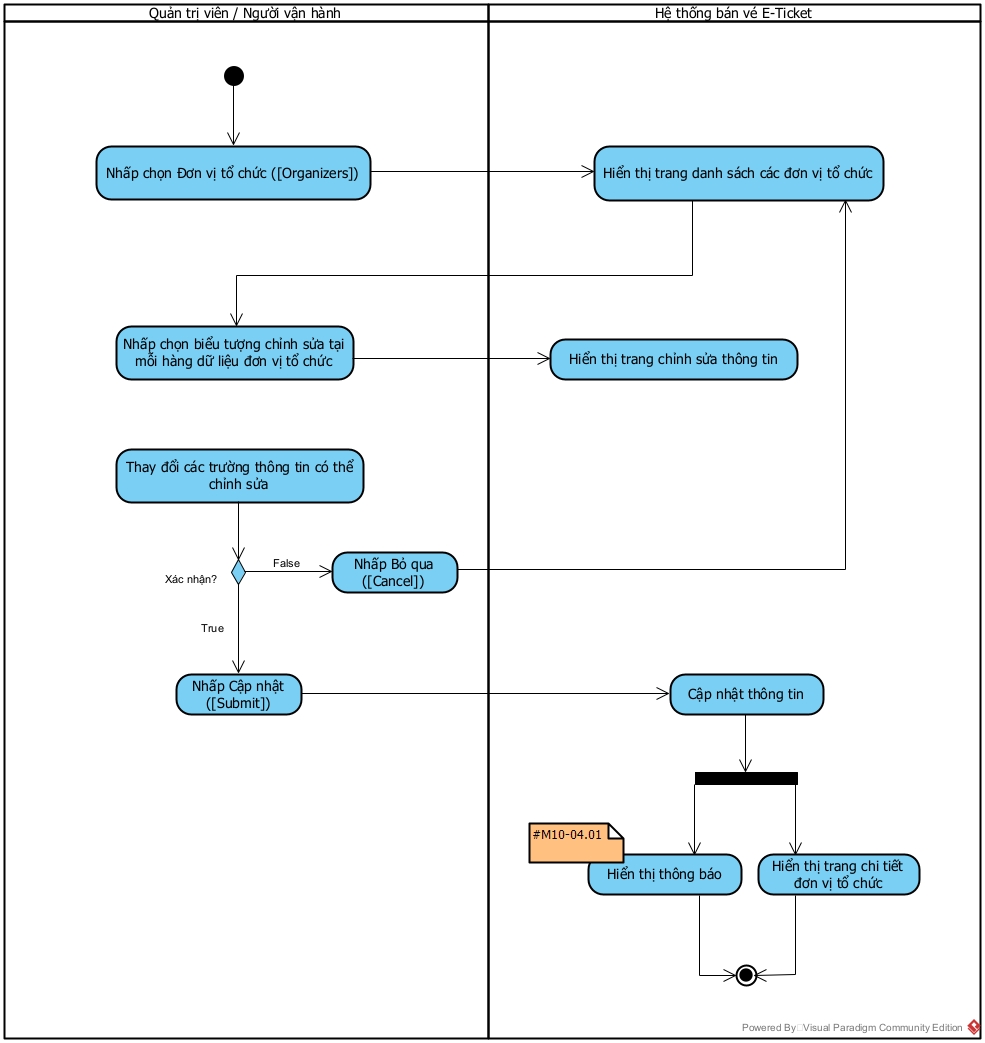 Quản trị viên / Người vận hành
Hệ thống bán vé E-Ticket
Nhấp chọn Đơn vị tổ chức ([Organizers])
Hiển thị trang danh sách các đơn vị tổ chức
Nhấp chọn biểu tượng chỉnh sửa tại
mỗi hàng dữ liệu đơn vị tổ chức
Hiển thị trang chỉnh sửa thông tin
Thay đổi các trường thông tin có thể
chỉnh sửa
Xác nhận?
False
Nhấp Bỏ qua
([Cancel])
True
Nhấp Cập nhật
([Submit])
Cập nhật thông tin
#M10-04.01
Hiển thị thông báo
Hiển thị trang chi tiết
đơn vị tổ chức
Powered By Visual Paradigm Community Edition